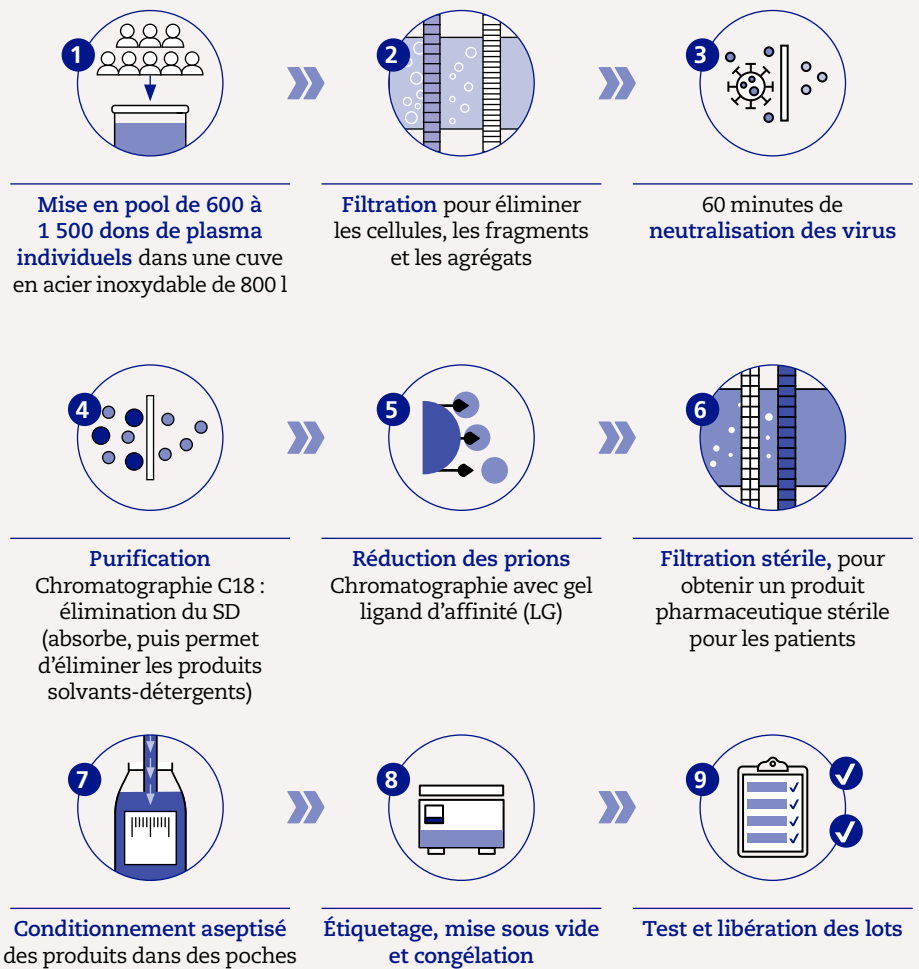 1
2
3
Mise en pool de 600 à
1 500 dons de plasma
individuels dans une cuve
en acier inoxydable de 800 l
Filtration pour éliminer
les cellules, les fragments
et les agrégats
60 minutes de
neutralisation des virus
4
5
6
Purification
Chromatographie C18 :
élimination du SD
(absorbe, puis permet
d’éliminer les produits
solvants-détergents)
Réduction des prions
Chromatographie avec gel
ligand d’affinité (LG)
Filtration stérile, pour
obtenir un produit
pharmaceutique stérile
pour les patients
7
8
9
Conditionnement aseptisé
des produits dans des poches
Étiquetage, mise sous vide
et congélation
Test et libération des lots